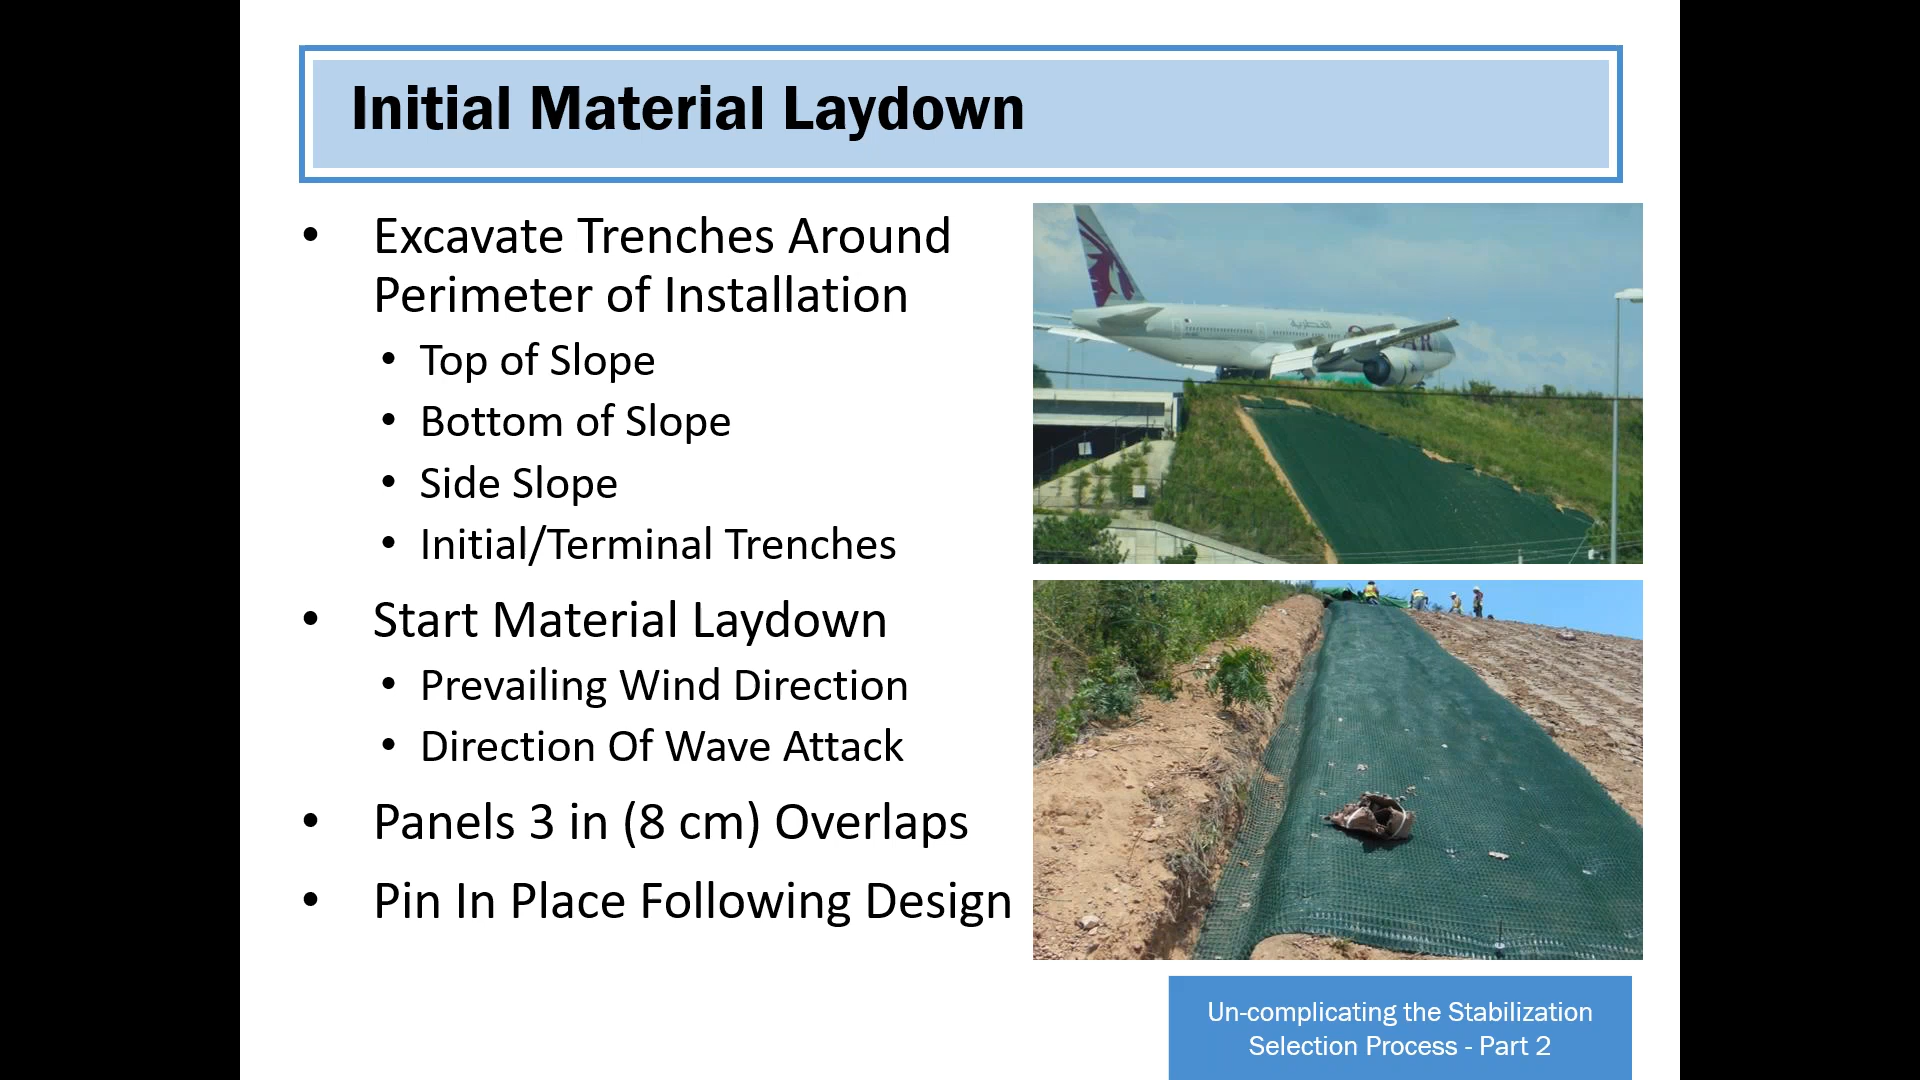 Initial Material Laydown
• Excavate Trenches Around
Perimeter of Installation
• Top of Slope
• Bottom of Slope
• Side Slope
• Initial/Terminal Trenches
• Start Material Laydown
• Prevailing Wind Direction
• Direction Of Wave Attack
• Panels 3 in (8 cm) Overlaps
• Pin In Place Following Design
القطرية
Un-complicating the Stabilization
Selection Process - Part 2